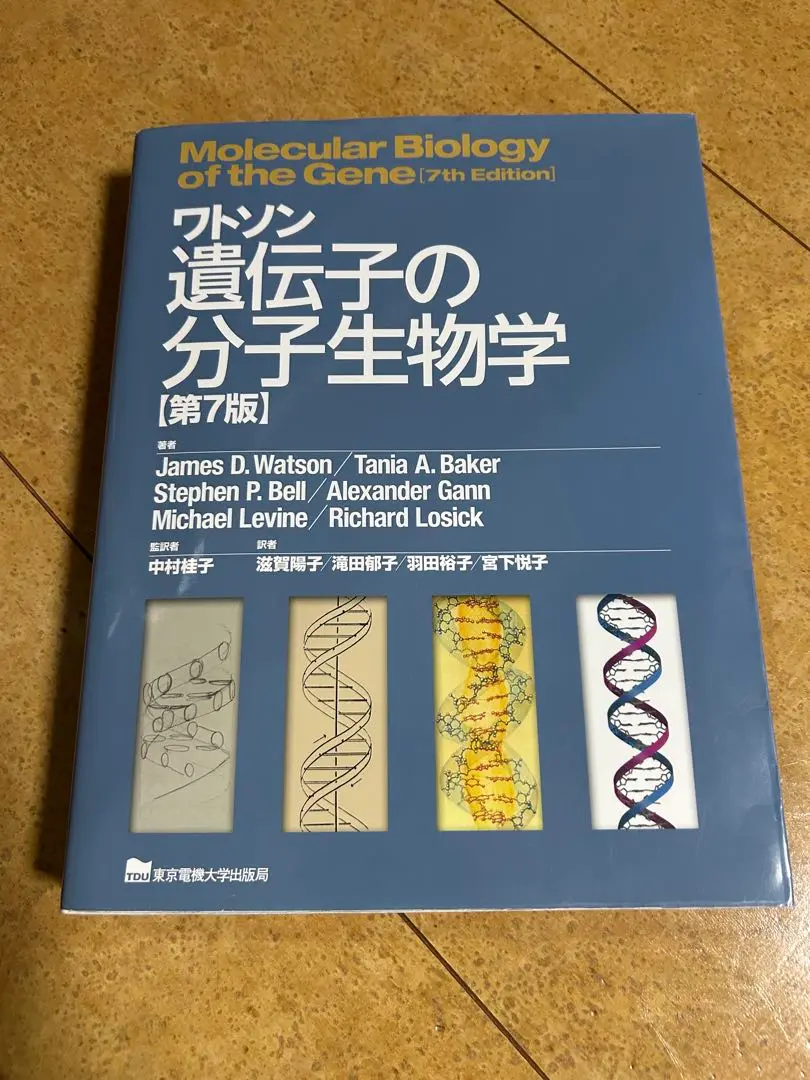 Molecular Biology
of the Gene [7th Edition]
ワトソン
遺伝子の
分子生物学
【第7版】
著者
James D. Watson／Tania A. Baker
Stephen P. Bell／Alexander Gann
Michael Levine／Richard Losick
監訳者 訳者
中村桂子 滋賀陽子／滝田郁子／羽田裕子／宮下悦子
TDU 東京電機大学出版局